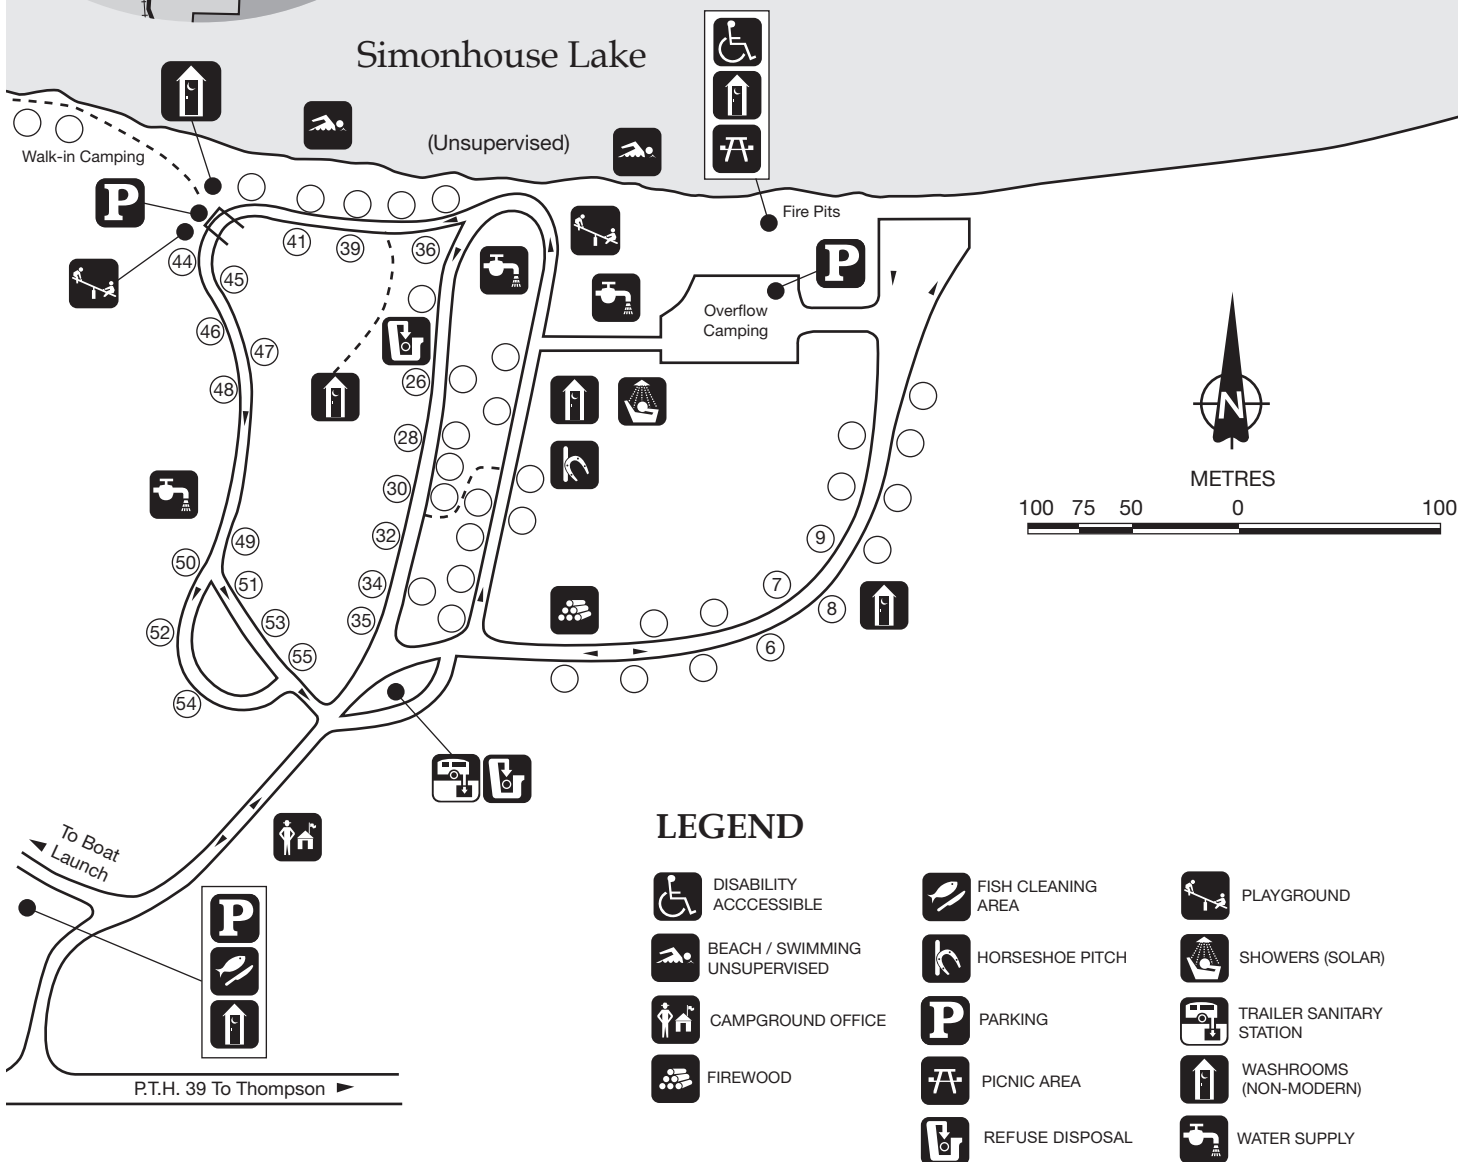 Simonhouse Lake
(Unsupervised)
Walk-in Camping
P
Fire Pits
P
41
39
36
44
45
Overflow
Camping
46
47
26
48
N
28
METRES
30
100 75 50 0 100
32
9
49
50
51
34
7
8
35
53
52
6
55
54
To Boat
Launch
P
P.T.H. 39 To Thompson
LEGEND
DISABILITY
ACCCESSIBLE
BEACH / SWIMMING
UNSUPERVISED
CAMPGROUND OFFICE
FIREWOOD
FISH CLEANING
AREA
HORSESHOE PITCH
P PARKING
PICNIC AREA
REFUSE DISPOSAL
PLAYGROUND
SHOWERS (SOLAR)
TRAILER SANITARY
STATION
WASHROOMS
(NON-MODERN)
WATER SUPPLY